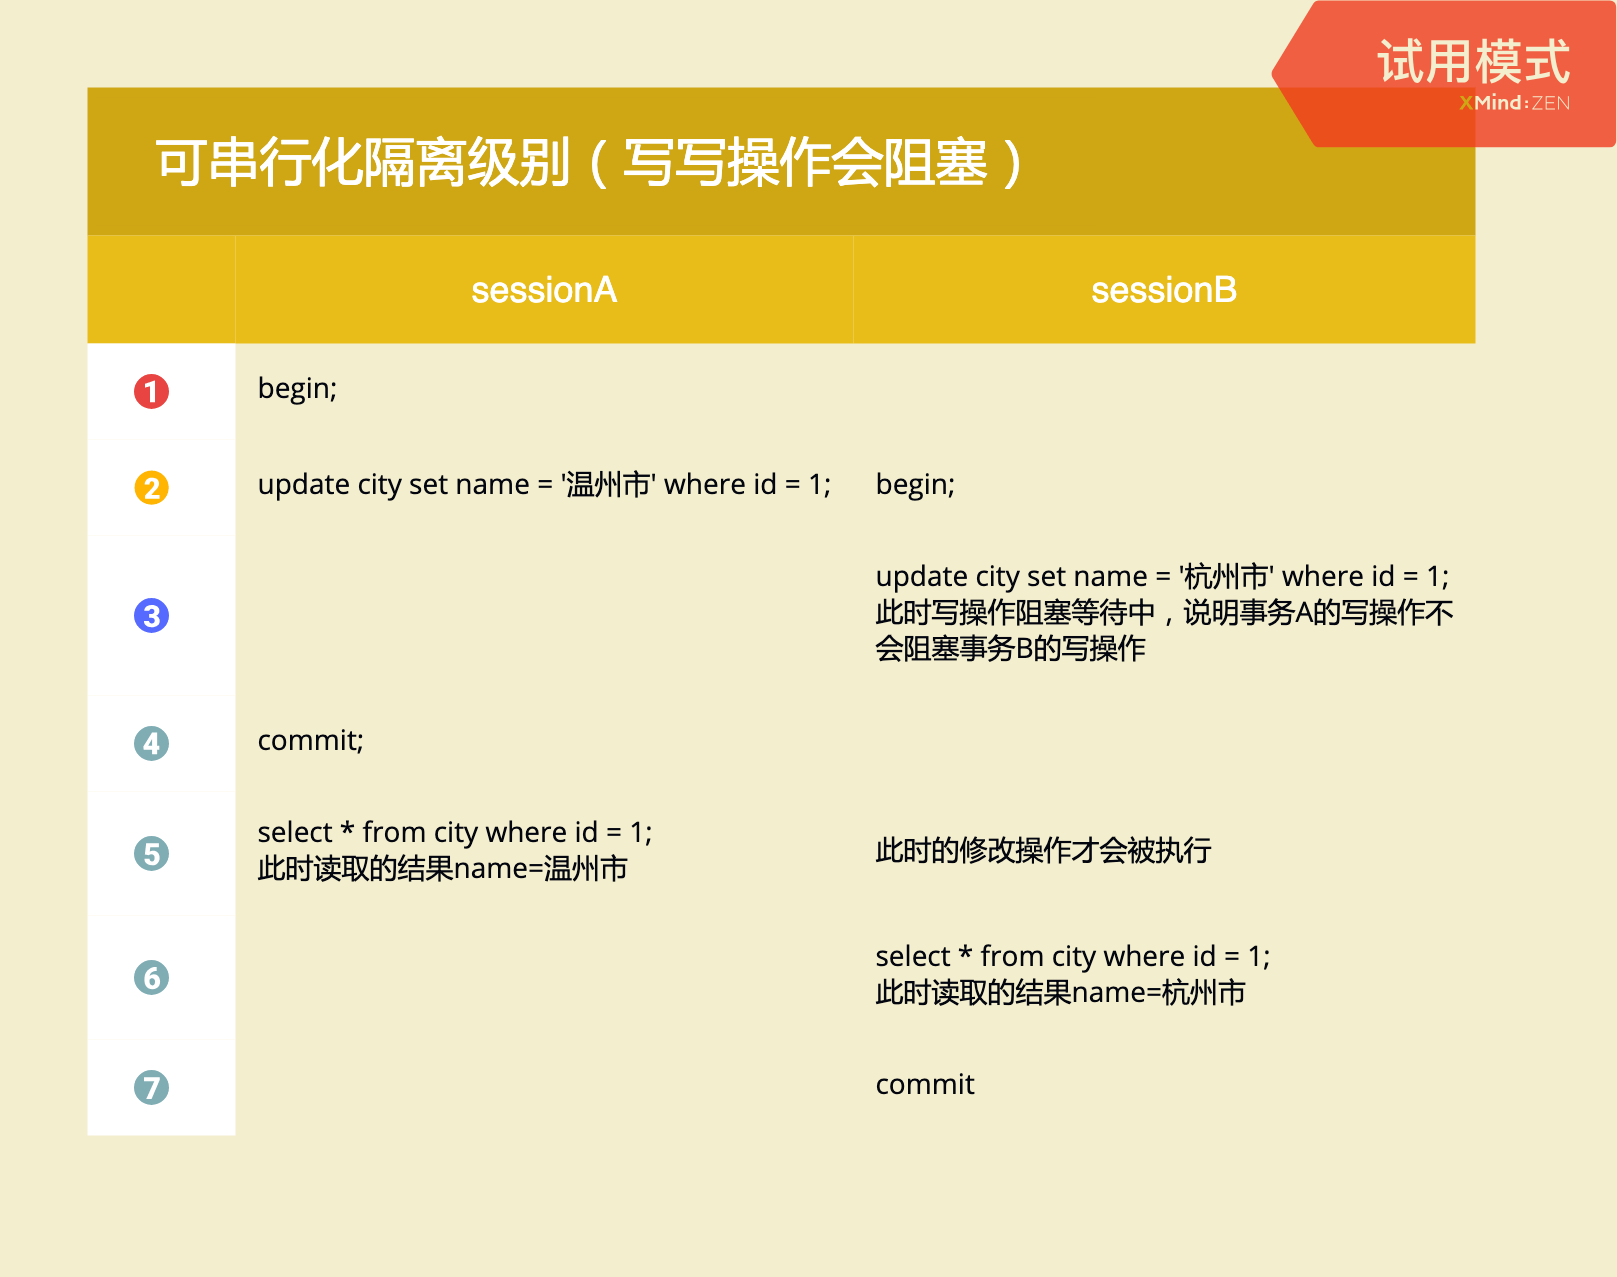 试用模式
XMind:ZEN
可串行化隔离级别（写写操作会阻塞）
sessionA
sessionB
1
begin;
2
update city set name = '温州市' where id = 1;
begin;
3
update city set name = '杭州市' where id = 1;
此时写操作阻塞等待中，说明事务A的写操作不
会阻塞事务B的写操作
4
commit;
5
select * from city where id = 1;
此时读取的结果name=温州市
此时的修改操作才会被执行
6
select * from city where id = 1;
此时读取的结果name=杭州市
7
commit